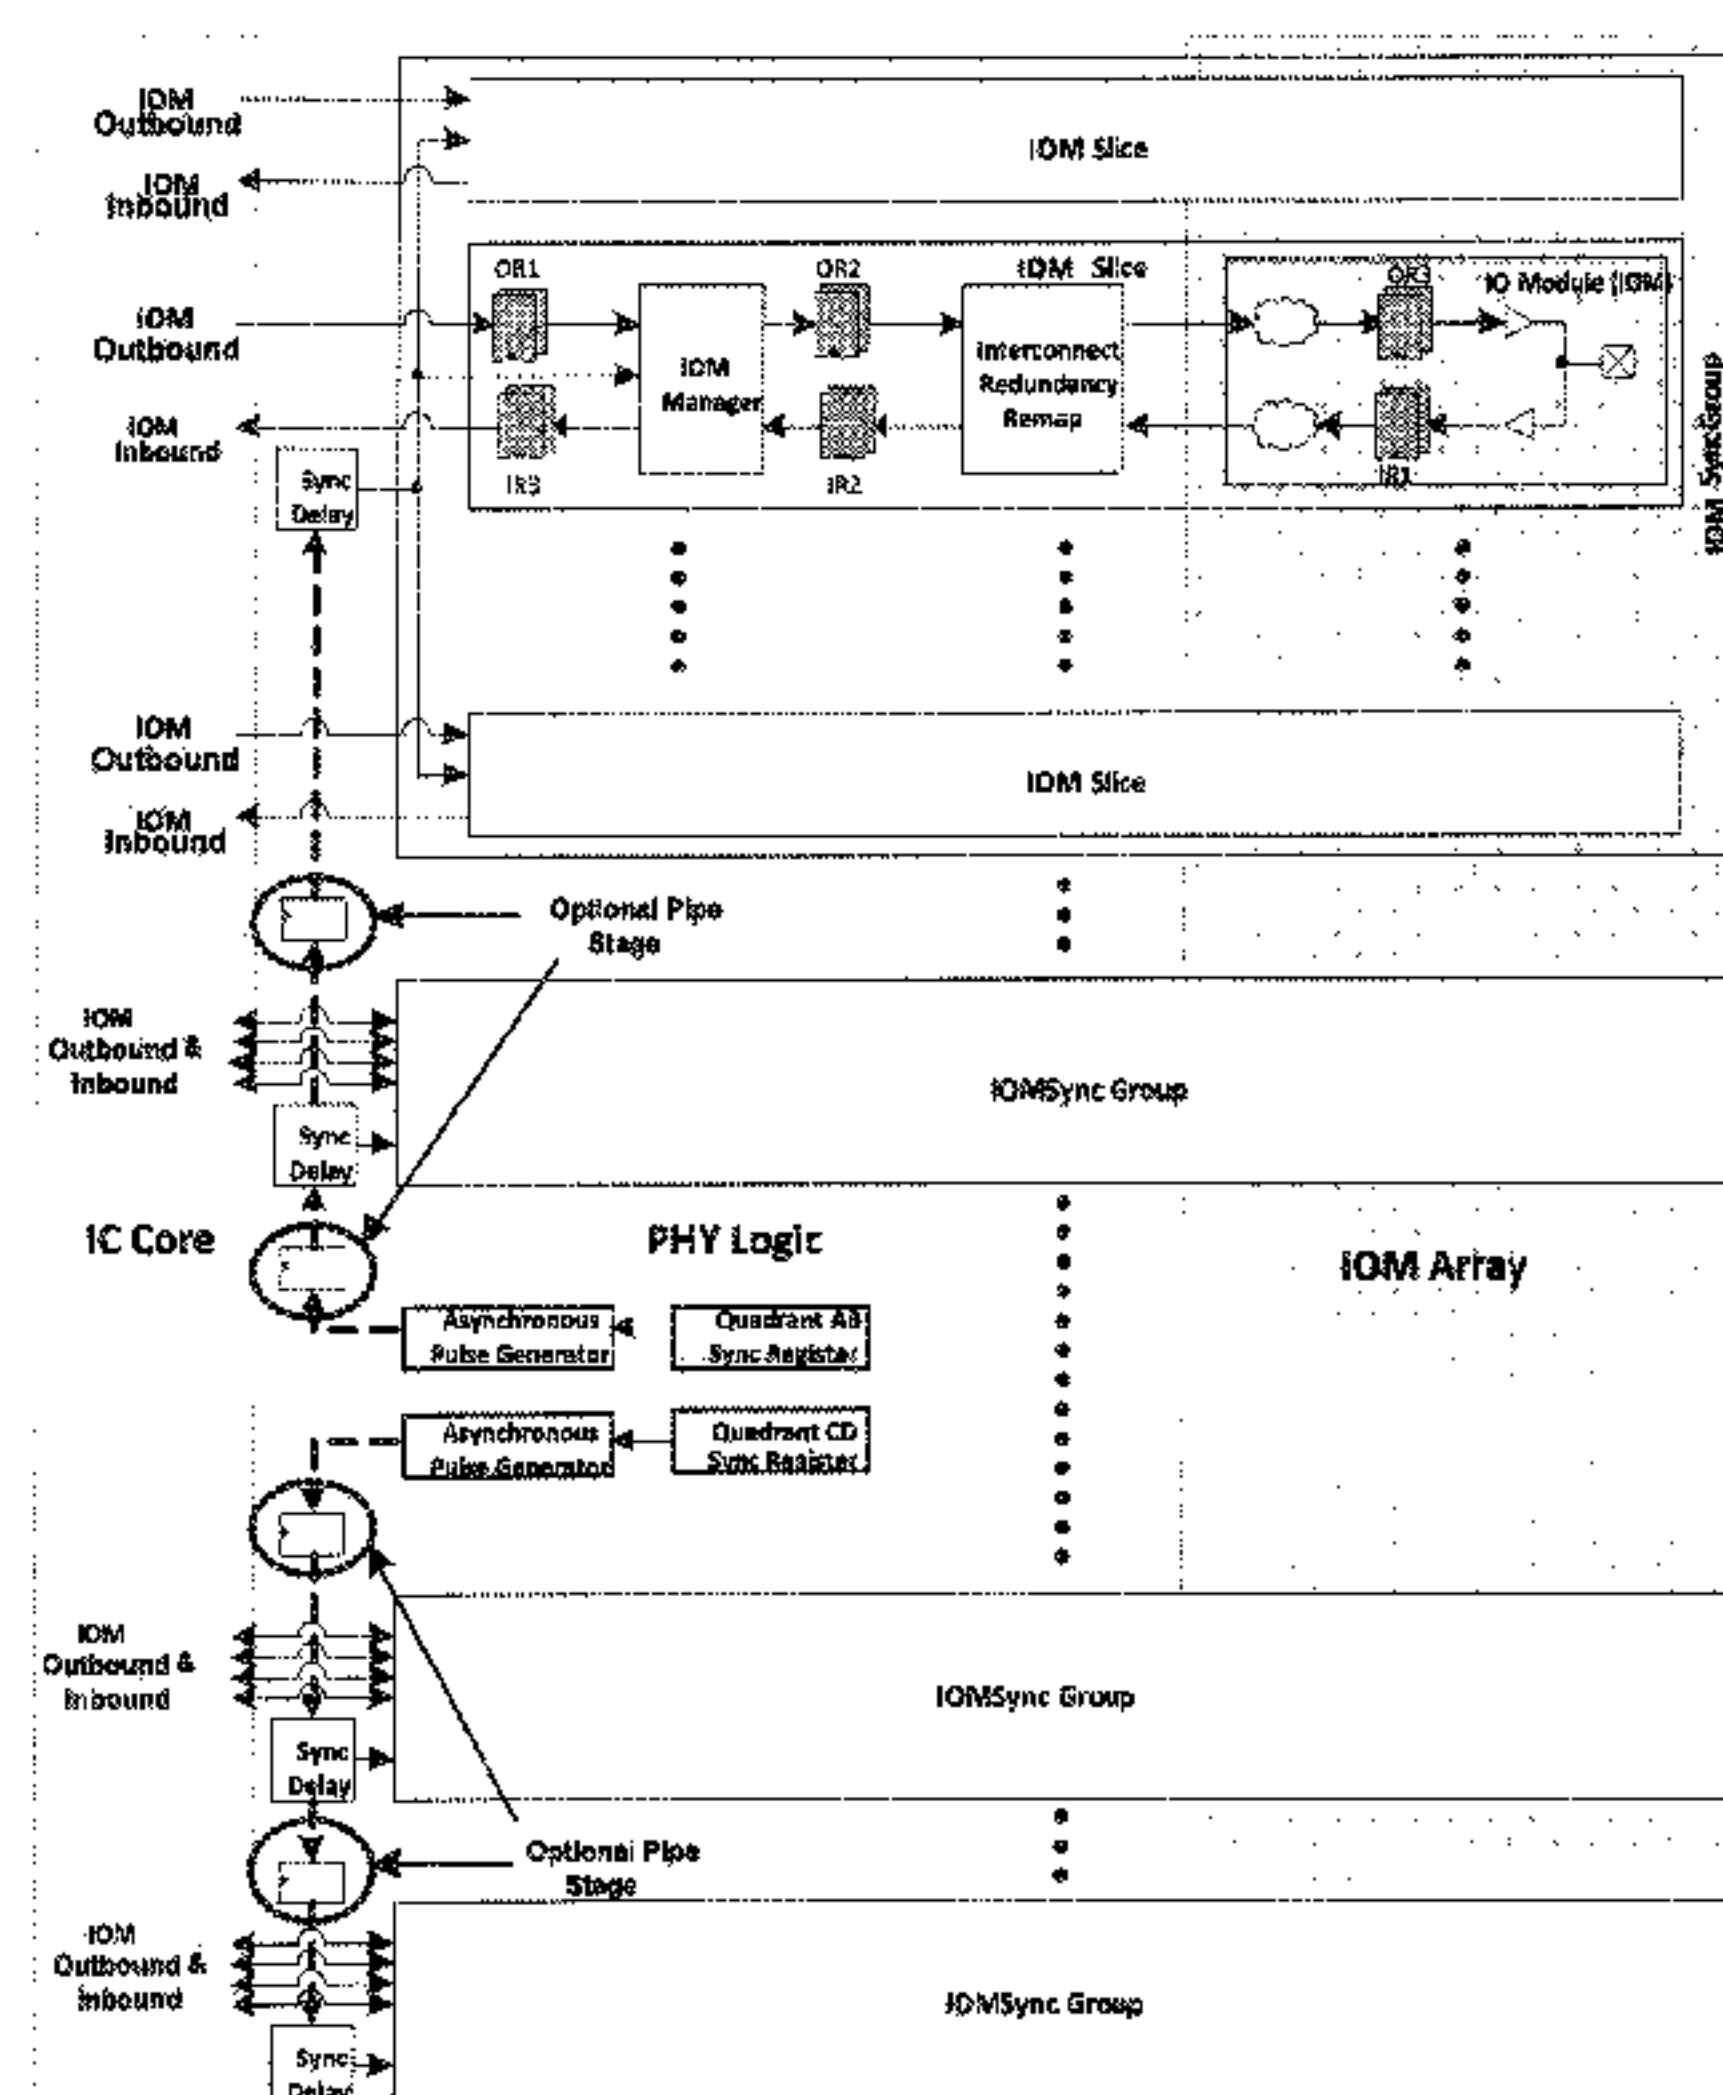 IOM
Outbound
IOM
Inbound
IOM Slice
OR1
OR2
IOM Slice
OR3
IO Module (IOM)
IOM
Outbound
IOM
Manager
Interconnect
Redundancy
Remap
IOM
Inbound
IR3
IR2
IR1
IOM SyncGroup
Sync
Delay
IOM
Outbound
IOM Slice
IOM
Inbound
Optional Pipe
Stage
IOM
Outbound &
Inbound
IOMSync Group
Sync
Delay
IC Core
PHY Logic
IOM Array
Asynchronous
Pulse Generator
Quadrant AB
Sync Register
Asynchronous
Pulse Generator
Quadrant CD
Sync Register
IOM
Outbound &
Inbound
IOMSync Group
Sync
Delay
Optional Pipe
Stage
IOM
Outbound &
Inbound
IOMSync Group
Sync
Delay